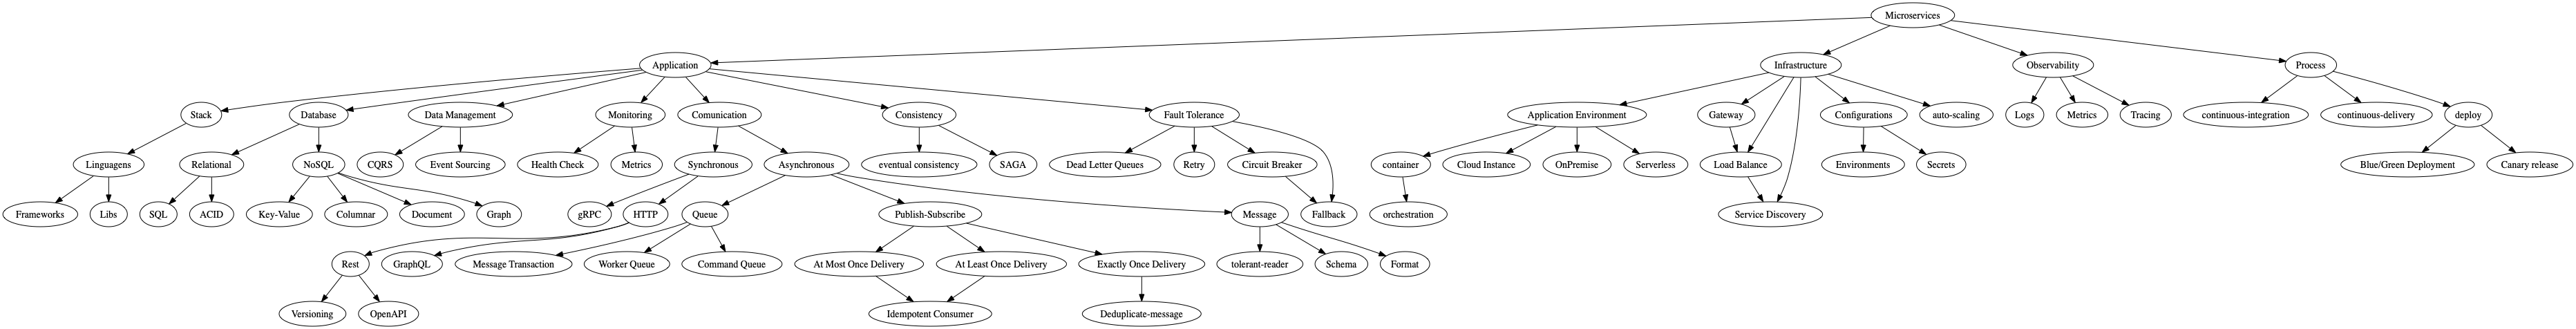 Microservices
Application
Infrastructure
Observability
Process
Stack
Database
Data Management
Monitoring
Comunication
Consistency
Fault Tolerance
Application Environment
Gateway
Configurations
auto-scaling
Logs
Metrics
Tracing
continuous-integration
continuous-delivery
deploy
Linguagens
Relational
NoSQL
CQRS
Event Sourcing
Health Check
Metrics
Synchronous
Asynchronous
eventual consistency
SAGA
Dead Letter Queues
Retry
Circuit Breaker
container
Cloud Instance
OnPremise
Serverless
Load Balance
Environments
Secrets
Blue/Green Deployment
Canary release
Frameworks
Libs
SQL
ACID
Key-Value
Columnar
Document
Graph
gRPC
HTTP
Queue
Publish-Subscribe
Message
Fallback
orchestration
Service Discovery
Rest
GraphQL
Message Transaction
Worker Queue
Command Queue
At Most Once Delivery
At Least Once Delivery
Exactly Once Delivery
tolerant-reader
Schema
Format
Versioning
OpenAPI
Idempotent Consumer
Deduplicate-message